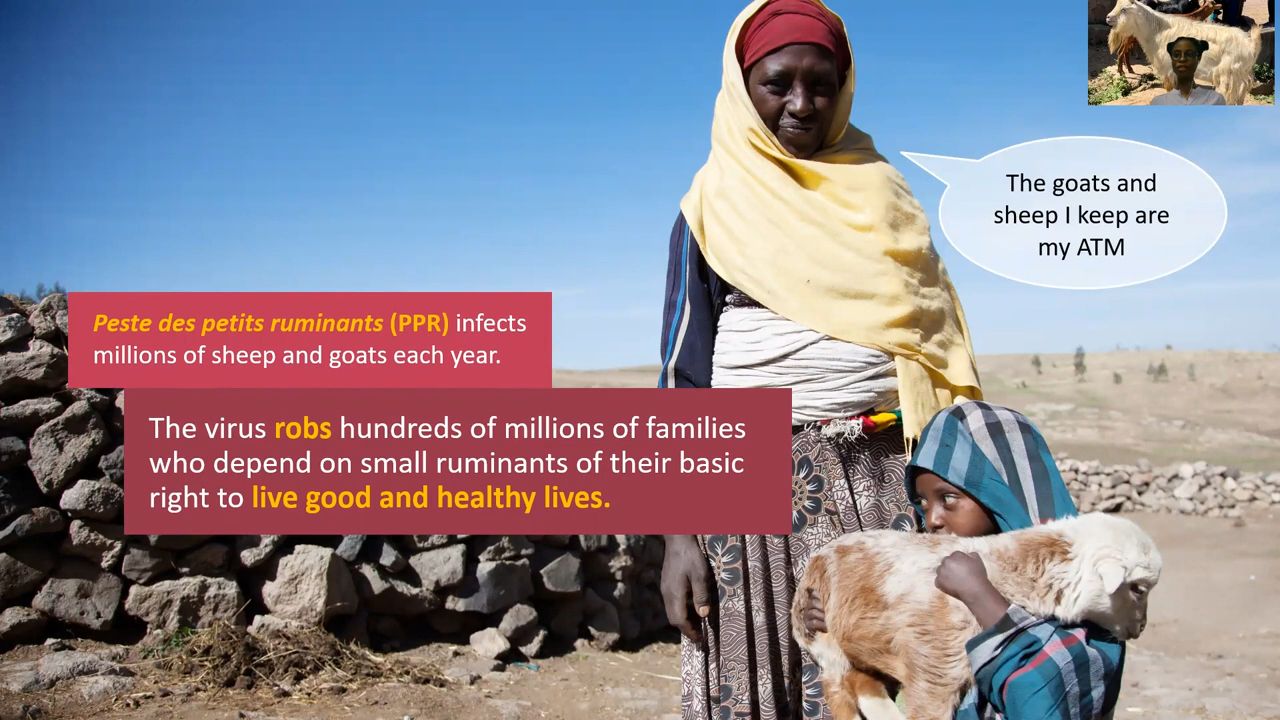 The goats and
sheep I keep are
my ATM
Peste des petits ruminants (PPR) infects
millions of sheep and goats each year.
The virus robs hundreds of millions of families
who depend on small ruminants of their basic
right to live good and healthy lives.